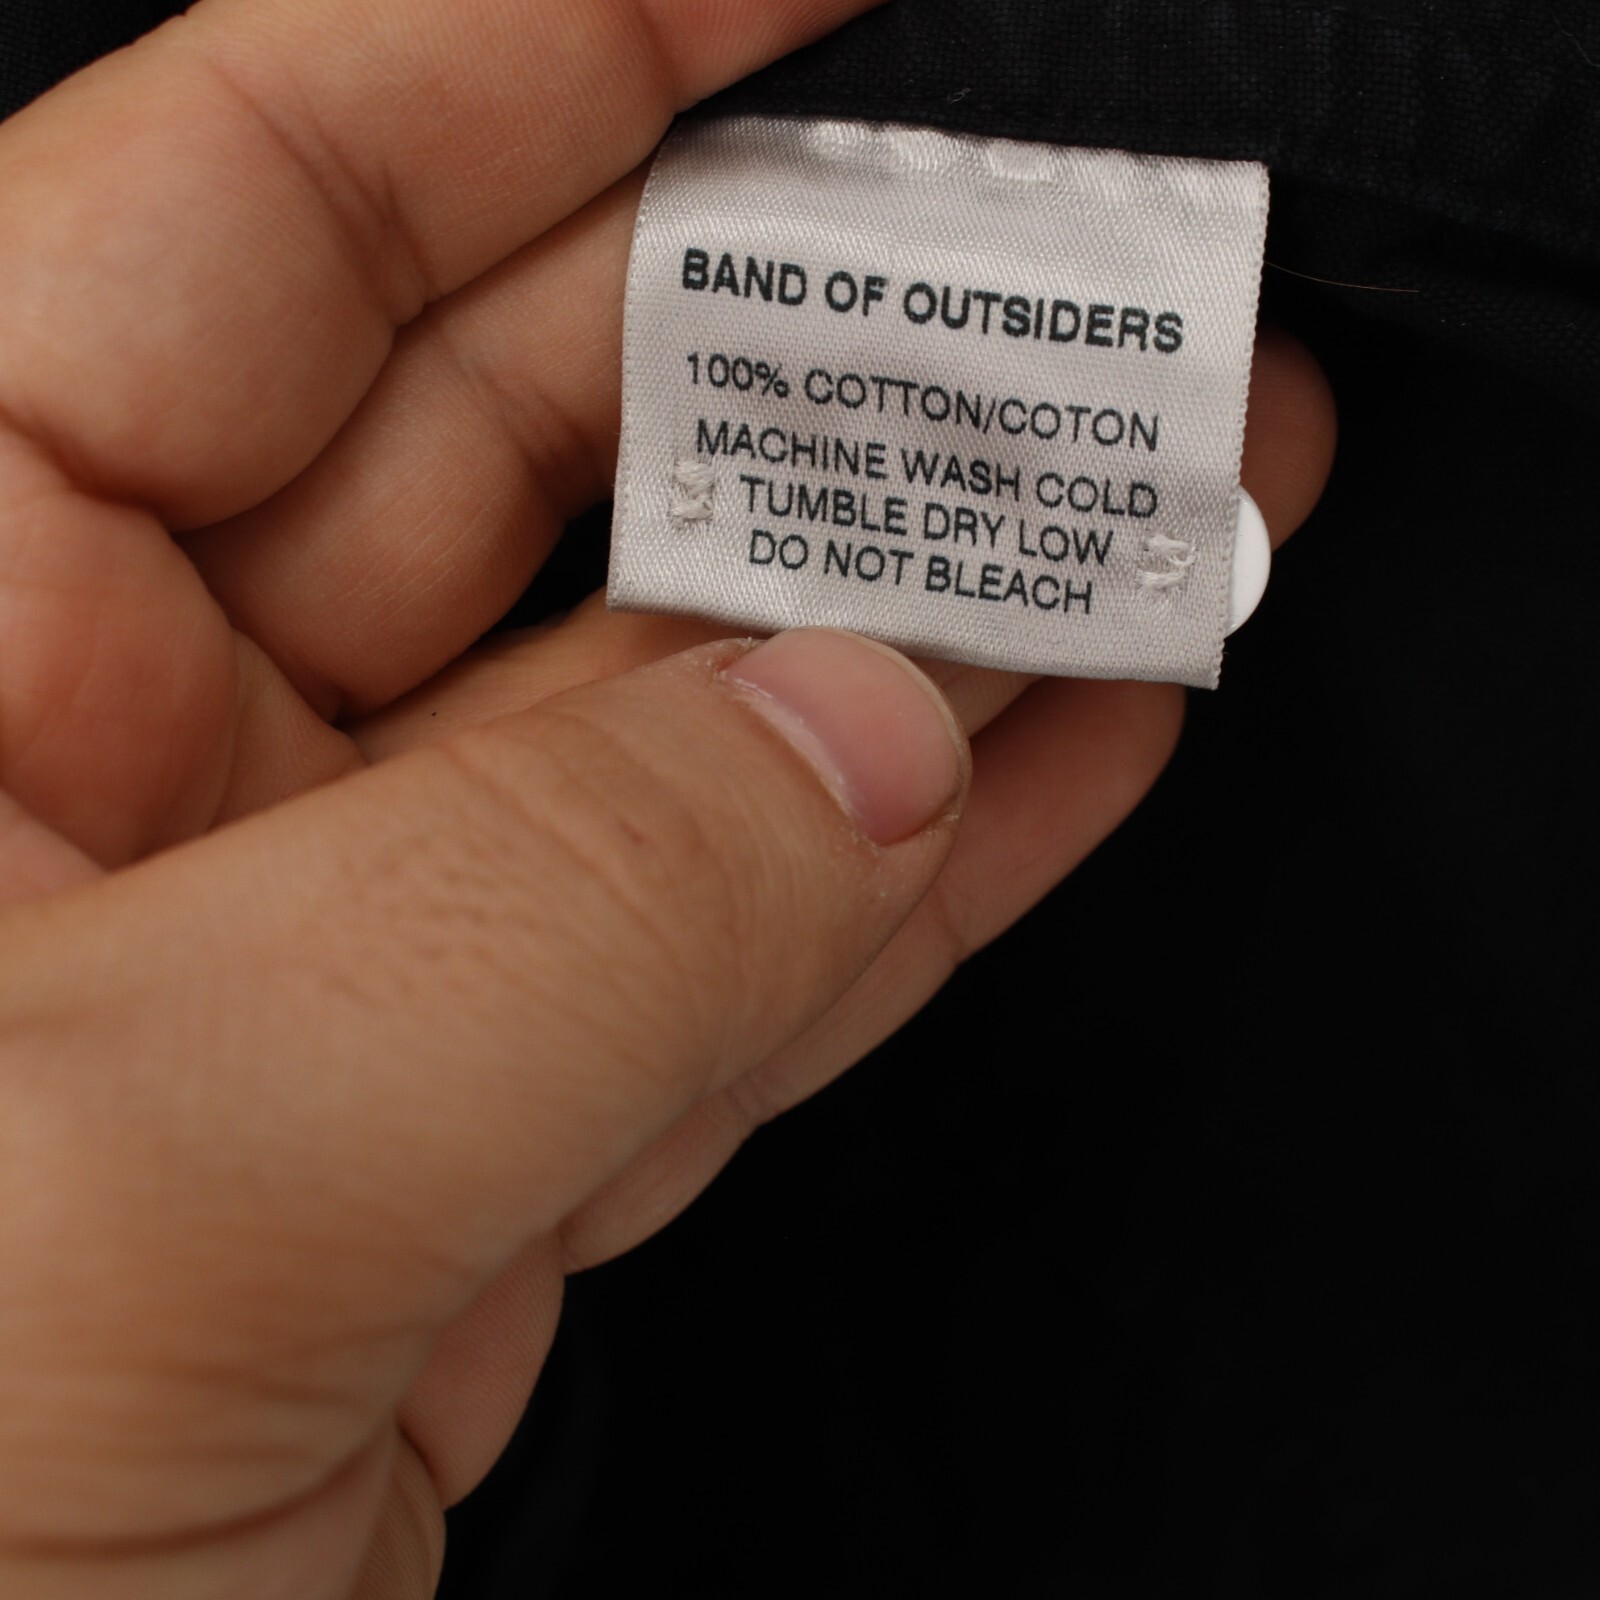 BAND OF OUTSIDERS
100% COTTON/COTON
MACHINE WASH COLD
TUMBLE DRY LOW
DO NOT BLEACH